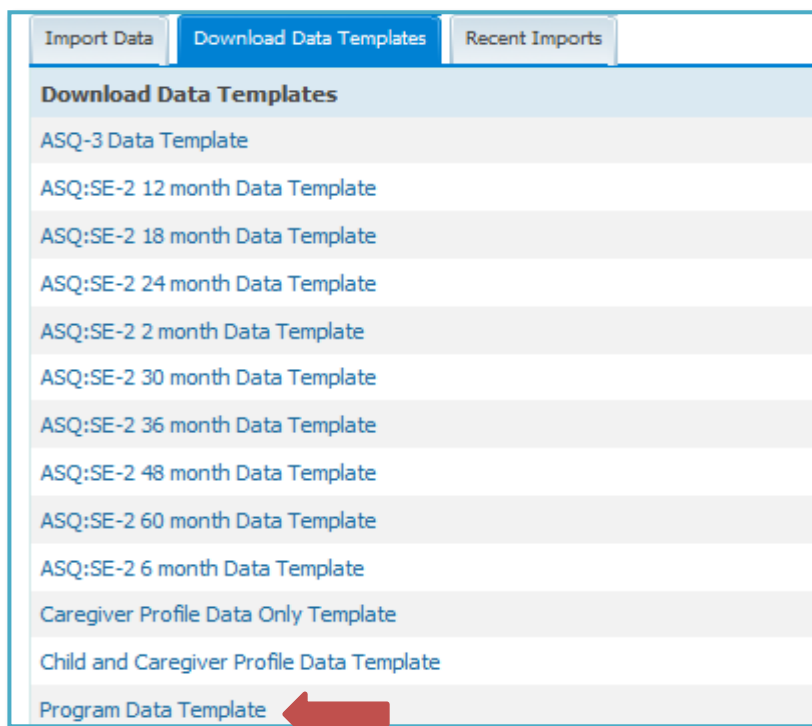 Import Data
Download Data Templates
Recent Imports
Download Data Templates
ASQ-3 Data Template
ASQ:SE-2 12 month Data Template
ASQ:SE-2 18 month Data Template
ASQ:SE-2 24 month Data Template
ASQ:SE-2 2 month Data Template
ASQ:SE-2 30 month Data Template
ASQ:SE-2 36 month Data Template
ASQ:SE-2 48 month Data Template
ASQ:SE-2 60 month Data Template
ASQ:SE-2 6 month Data Template
Caregiver Profile Data Only Template
Child and Caregiver Profile Data Template
Program Data Template